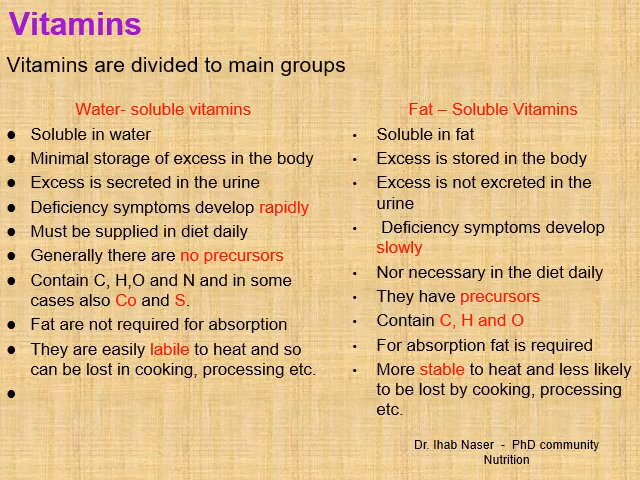 Vitamins
Vitamins are divided to main groups
Water- soluble vitamins
Soluble in water
Minimal storage of excess in the body
Excess is secreted in the urine
Deficiency symptoms develop rapidly
Must be supplied in diet daily
Generally there are no precursors
Contain C, H,O and N and in some
cases also Co and S.
Fat are not required for absorption
They are easily labile to heat and so
can be lost in cooking, processing etc.
Fat – Soluble Vitamins
Soluble in fat
Excess is stored in the body
Excess is not excreted in the
urine
Deficiency symptoms develop
slowly
Nor necessary in the diet daily
They have precursors
Contain C, H and O
For absorption fat is required
More stable to heat and less likely
to be lost by cooking, processing
etc.
Dr. Ihab Naser - PhD community
Nutrition